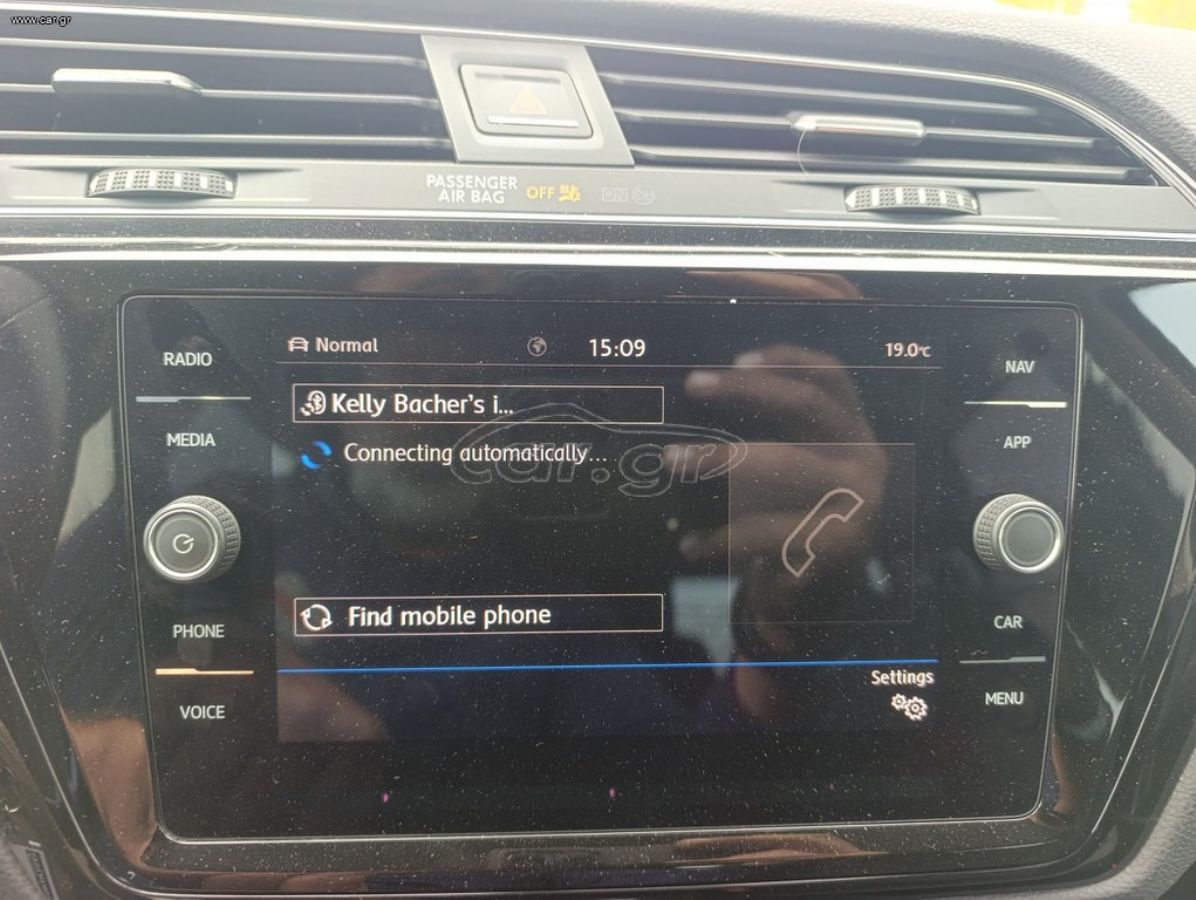 www.car.gr
PASSENGER
AIR BAG OFF ON
RADIO
MEDIA
PHONE
VOICE
Normal 15:09 19.0°C
Kelly Bacher's i...
Connecting automatically...
car.gr
Find mobile phone
Settings
NAV
APP
CAR
MENU